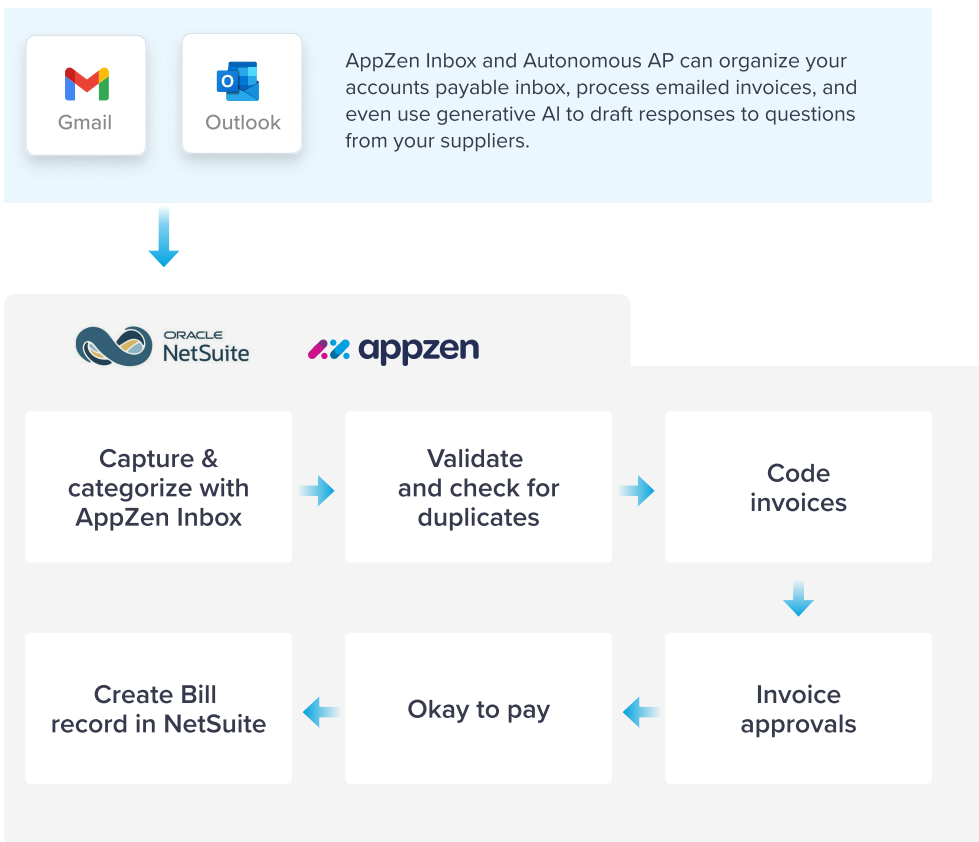 Gmail
Outlook
AppZen Inbox and Autonomous AP can organize your
accounts payable inbox, process emailed invoices, and
even use generative AI to draft responses to questions
from your suppliers.
ORACLE
NetSuite
appzen
Capture &
categorize with
AppZen Inbox
Validate
and check for
duplicates
Code
invoices
Invoice
approvals
Okay to pay
Create Bill
record in NetSuite